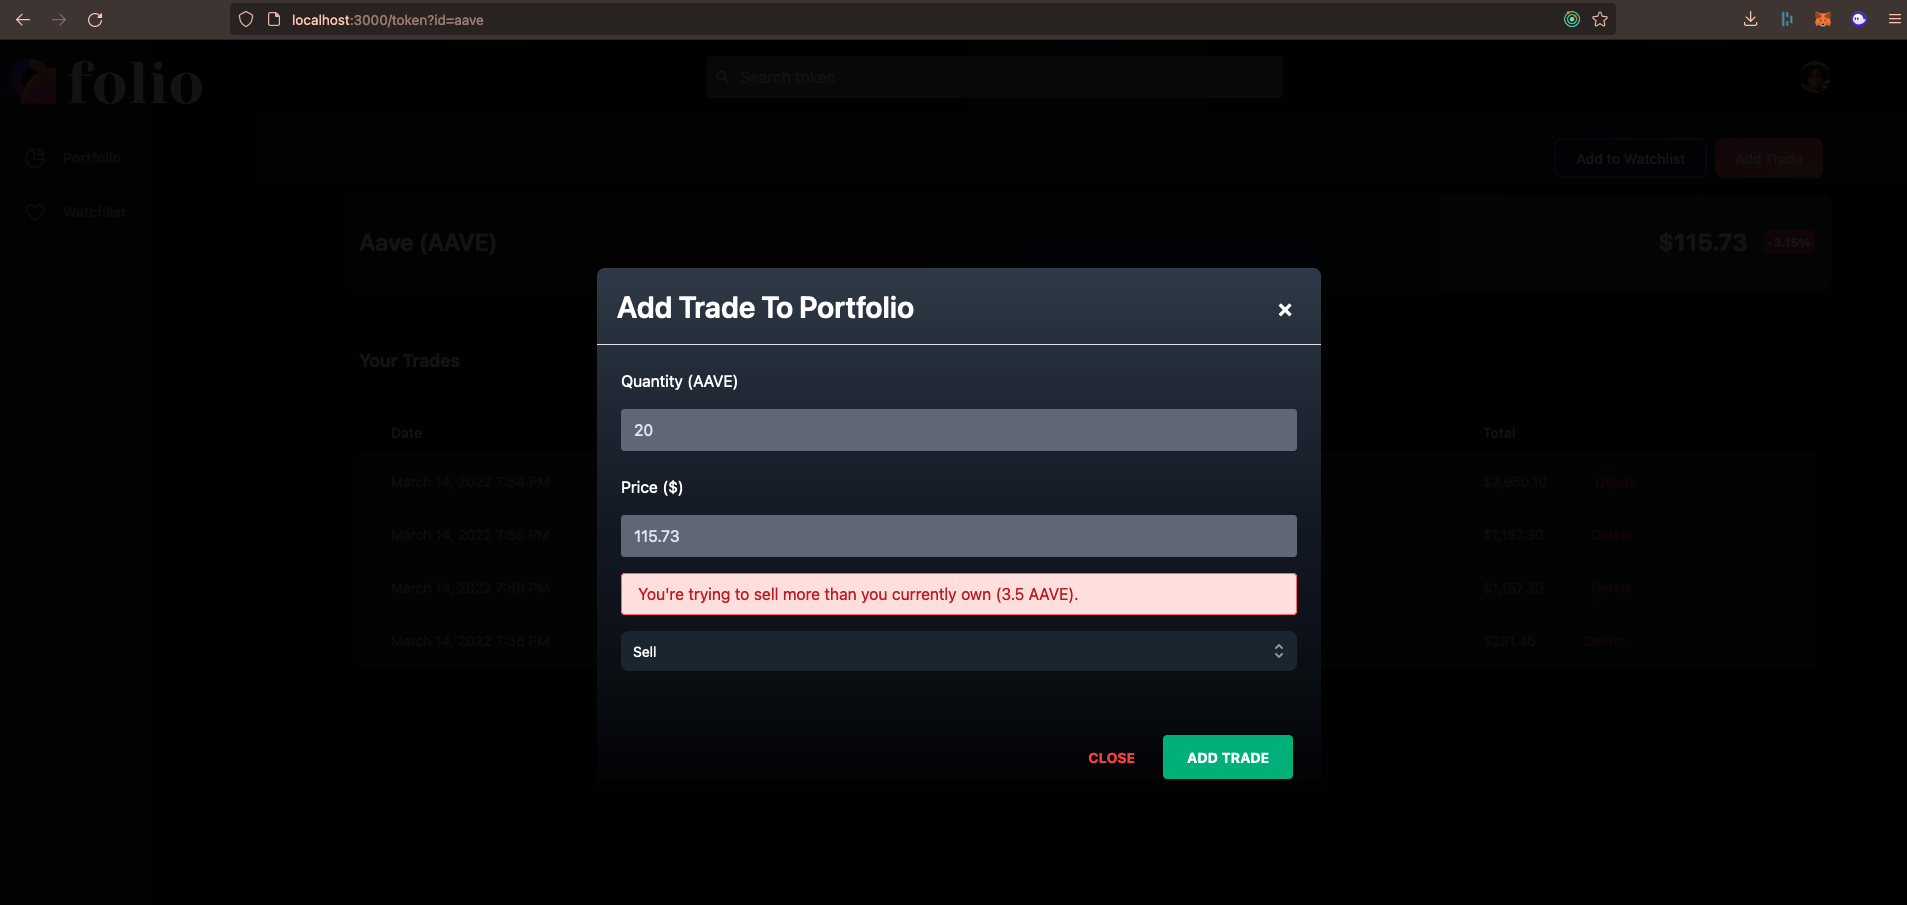 localhost:3000/token?id=aave
folio
Search token
Portfolio
Watchlist
Add to Watchlist
Add Trade
Aave (AAVE)
$115.73
-3.15%
Your Trades
Date
Total
March 14, 2022 7:54 PM
$2,950.10
Delete
March 14, 2022 7:56 PM
$1,157.30
Delete
March 14, 2022 7:56 PM
$1,157.30
Delete
March 14, 2022 7:56 PM
$231.46
Delete
Add Trade To Portfolio
Quantity (AAVE)
20
Price ($)
115.73
You're trying to sell more than you currently own (3.5 AAVE).
Sell
CLOSE
ADD TRADE